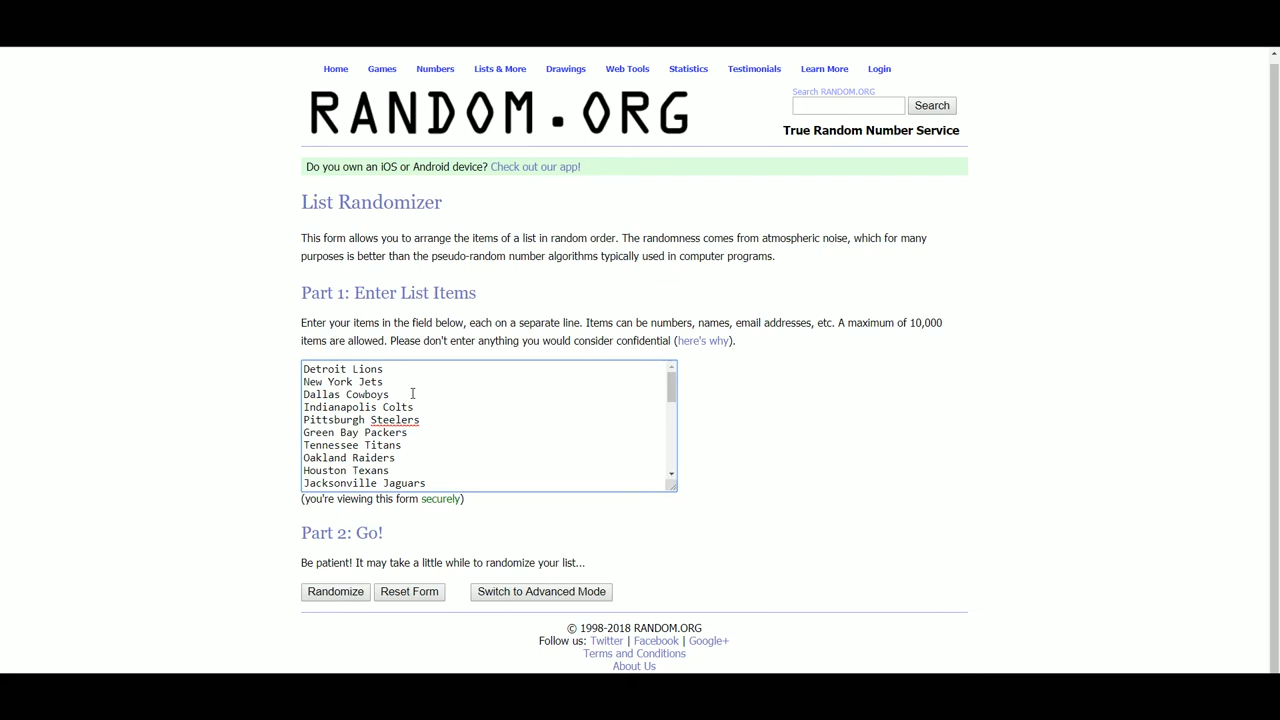 Home Games Numbers Lists & More Drawings Web Tools Statistics Testimonials Learn More Login
RANDOM.ORG
Search RANDOM.ORG
Search
True Random Number Service
Do you own an iOS or Android device? Check out our app!
List Randomizer
This form allows you to arrange the items of a list in random order. The randomness comes from atmospheric noise, which for many
purposes is better than the pseudo-random number algorithms typically used in computer programs.
Part 1: Enter List Items
Enter your items in the field below, each on a separate line. Items can be numbers, names, email addresses, etc. A maximum of 10,000
items are allowed. Please don't enter anything you would consider confidential (here's why).
Detroit Lions
New York Jets
Dallas Cowboys
Indianapolis Colts
Pittsburgh Steelers
Green Bay Packers
Tennessee Titans
Oakland Raiders
Houston Texans
Jacksonville Jaguars
(you're viewing this form securely)
Part 2: Go!
Be patient! It may take a little while to randomize your list...
Randomize Reset Form Switch to Advanced Mode
© 1998-2018 RANDOM.ORG
Follow us: Twitter | Facebook | Google+
Terms and Conditions
About Us